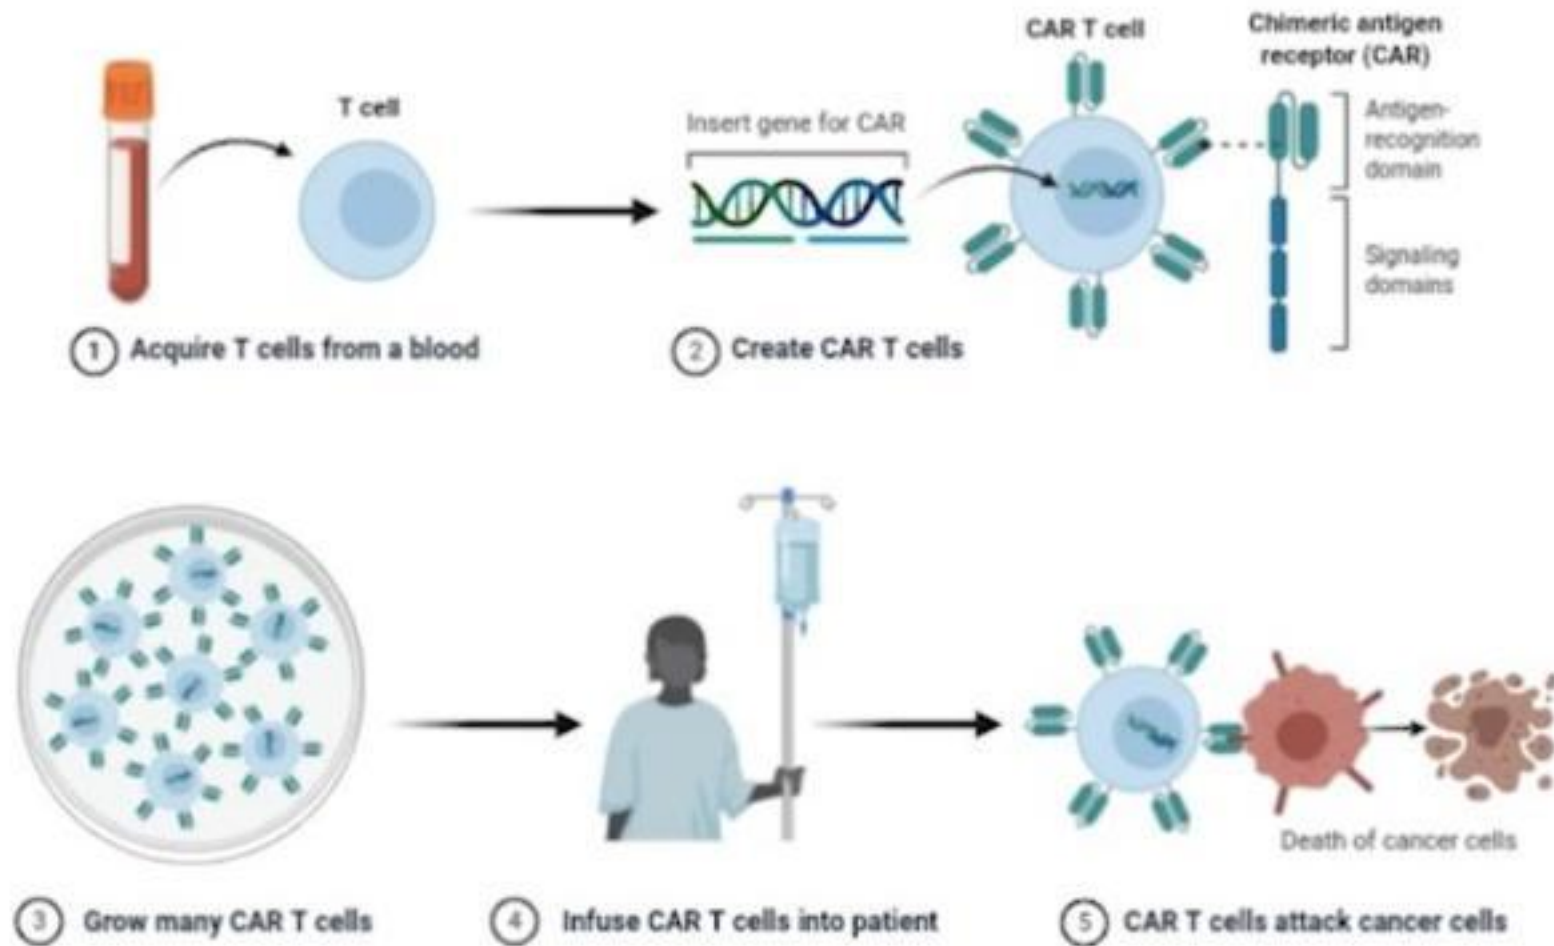 CAR T cell
Chimeric antigen
receptor (CAR)
T cell
Insert gene for CAR
Antigen-
recognition
domain
Signaling
domains
1 Acquire T cells from a blood
2 Create CAR T cells
Death of cancer cells
3 Grow many CAR T cells
4 Infuse CAR T cells into patient
5 CAR T cells attack cancer cells